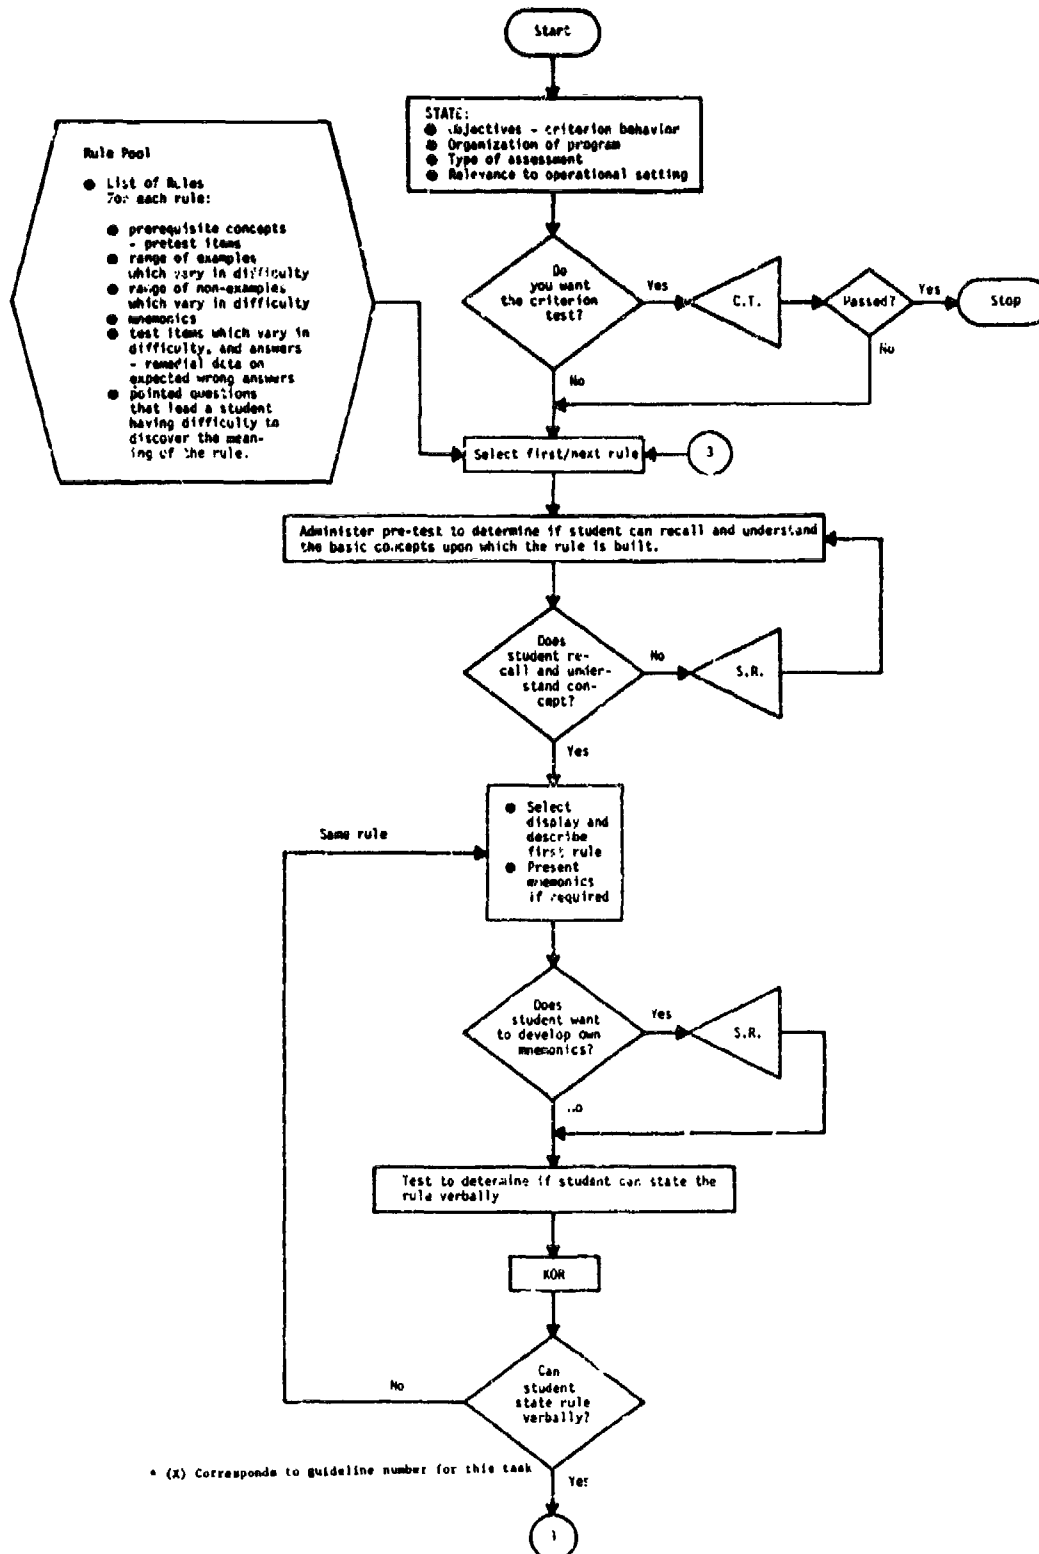 Start
STATE:
● Objectives - criterion behavior
● Organization of program
● Type of assessment
● Relevance to operational setting
Rule Pool
● List of Rules
For each rule:
● prerequisite concepts
- pretest items
● range of examples
which vary in difficulty
● range of non-examples
which vary in difficulty
● mnemonics
● test items which vary in
difficulty, and answers
- remedial data on
expected wrong answers
● pointed questions
that lead a student
having difficulty to
discover the mean-
ing of the rule.
Do
you want
the criterion
test?
Yes
C.T.
Passed?
Yes
Stop
No
No
Select first/next rule
3
Administer pre-test to determine if student can recall and understand
the basic concepts upon which the rule is built.
Does
student re-
call and under-
stand con-
cept?
No
S.R.
Yes
● Select
display and
describe
first rule
● Present
mnemonics
if required
Same rule
Does
student want
to develop own
mnemonics?
Yes
S.R.
No
Test to determine if student can state the
rule verbally
KOR
Can
student
state rule
verbally?
No
* (X) Corresponds to guideline number for this task
Yes